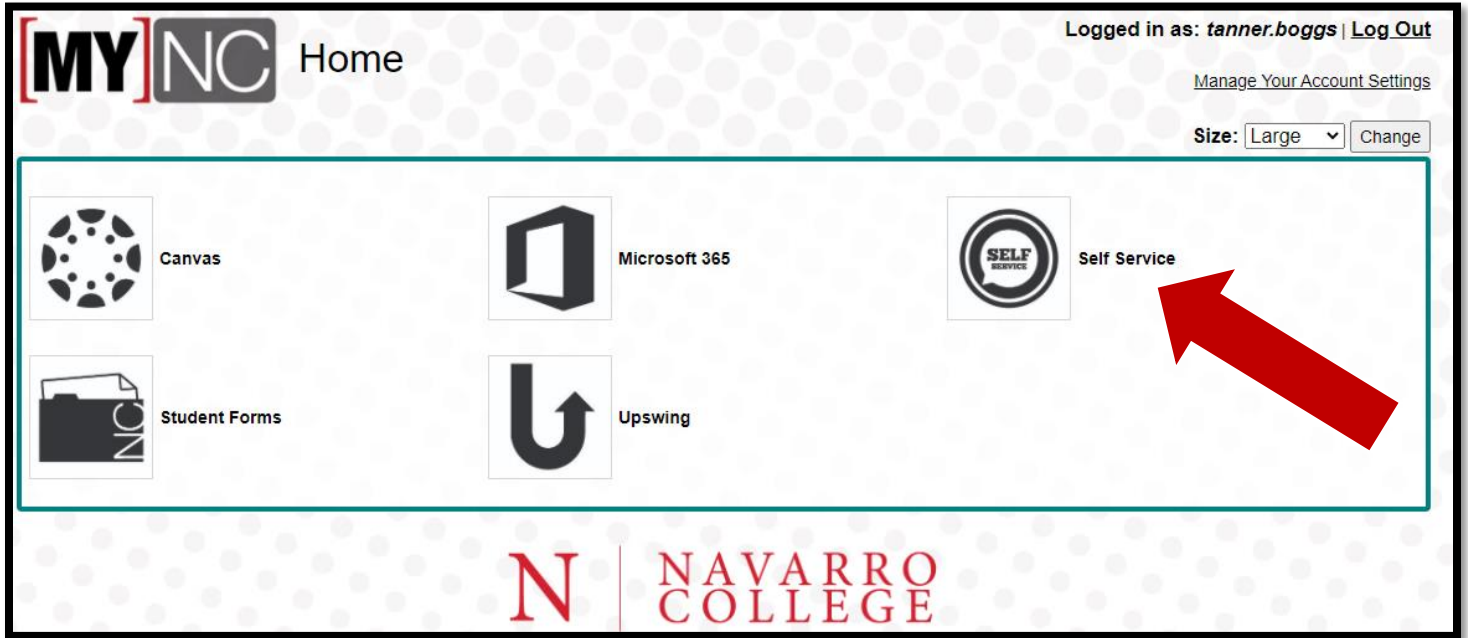 [MY]NC Home
Logged in as: tanner.boggs | Log Out
Manage Your Account Settings
Size: Large Change
Canvas
Microsoft 365
SELF
SERVICE
Self Service
NC
Student Forms
Upswing
N NAVARRO
COLLEGE